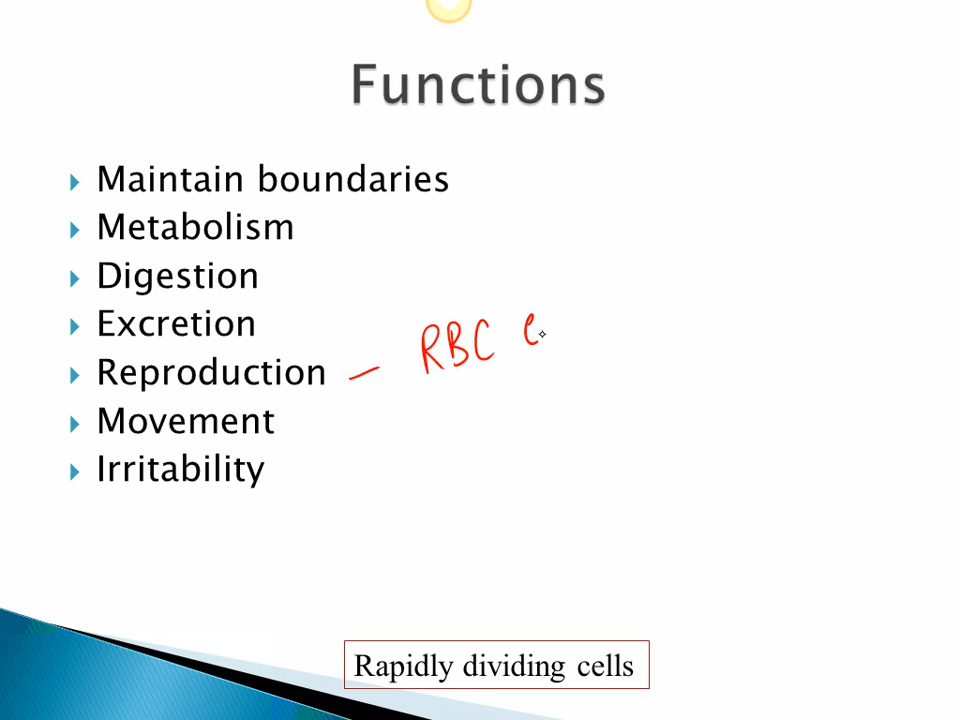 Functions
Maintain boundaries
Metabolism
Digestion
Excretion
Reproduction – RBC e
Movement
Irritability
Rapidly dividing cells